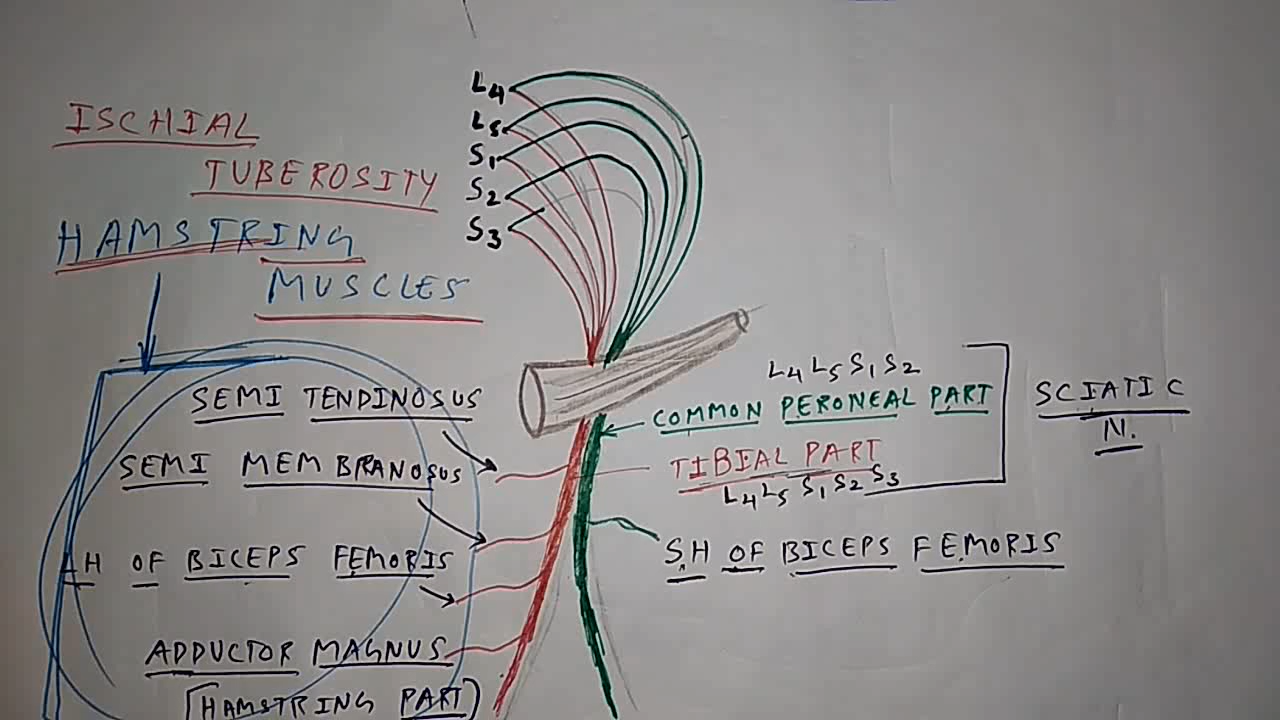 ISCHIAL
TUBEROSITY
HAMSTRING
MUSCLES
L4
L5
S1
S2
S3
SEMI TENDINOSUS
SEMI MEMBRANOSUS
LH OF BICEPS FEMORIS
ADDUCTOR MAGNUS
[HAMSTRING PART]
L4 L5 S1 S2
COMMON PERONEAL PART
TIBIAL PART
L4 L5 S1 S2 S3
SCIATIC
N.
S.H OF BICEPS FEMORIS